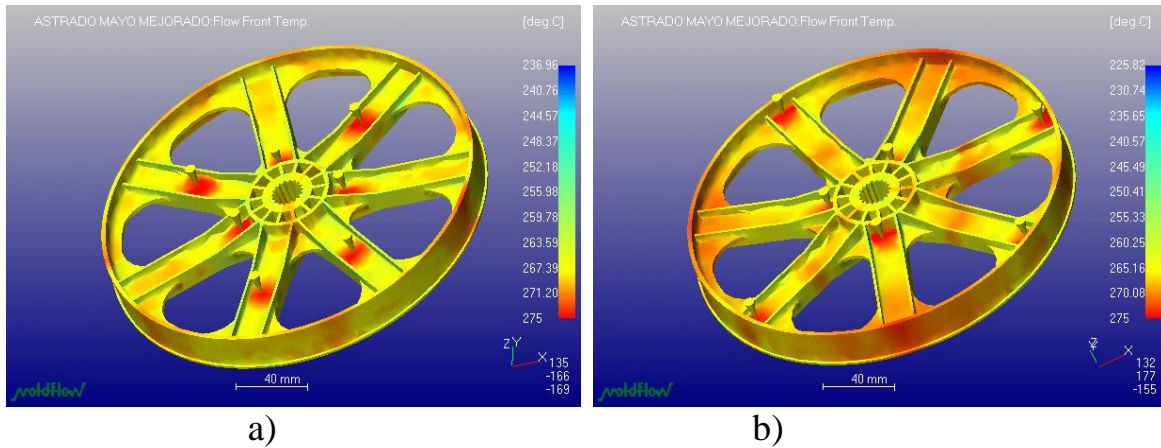 ASTRADO MAYO MEJORADO:Flow Front Temp.
[deg.C]
236.96
240.76
244.57
248.37
252.18
255.98
259.78
263.59
267.39
271.20
275
Z Y
X
135
-166
-169
40 mm
moldflow
a)
ASTRADO MAYO MEJORADO:Flow Front Temp.
[deg.C]
225.82
230.74
235.65
240.57
245.49
250.41
255.33
260.25
265.16
270.08
275
X
132
177
-155
40 mm
moldflow
b)